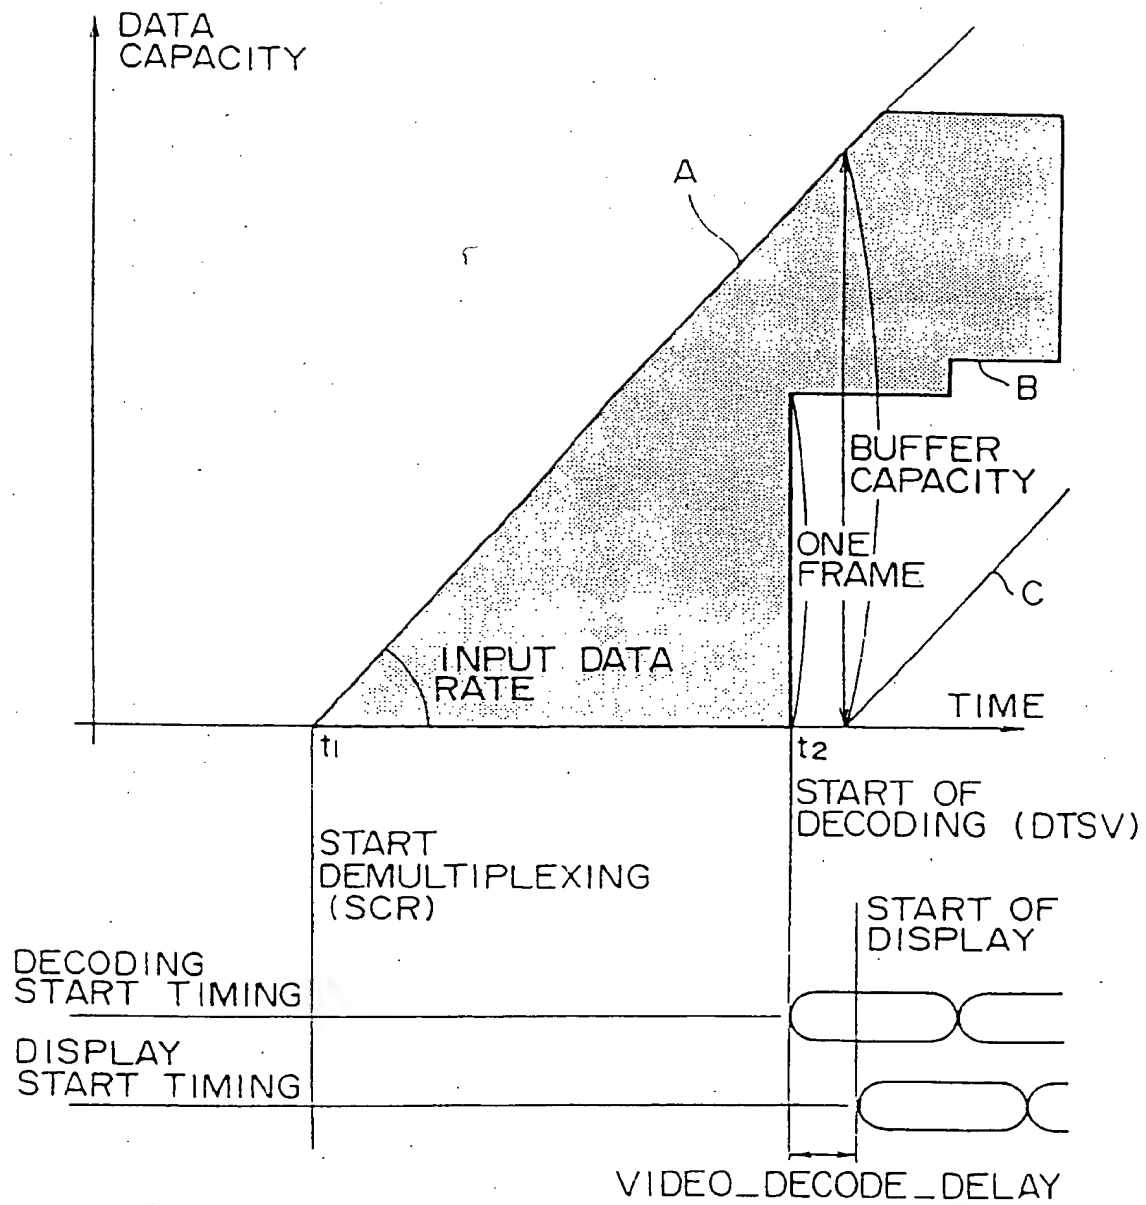 DATA
CAPACITY
A
B
BUFFER
CAPACITY
ONE
FRAME
C
INPUT DATA
RATE
TIME
t1
t2
START OF
DECODING (DTSV)
START
DEMULTIPLEXING
(SCR)
START OF
DISPLAY
DECODING
START TIMING
DISPLAY
START TIMING
VIDEO_DECODE_DELAY